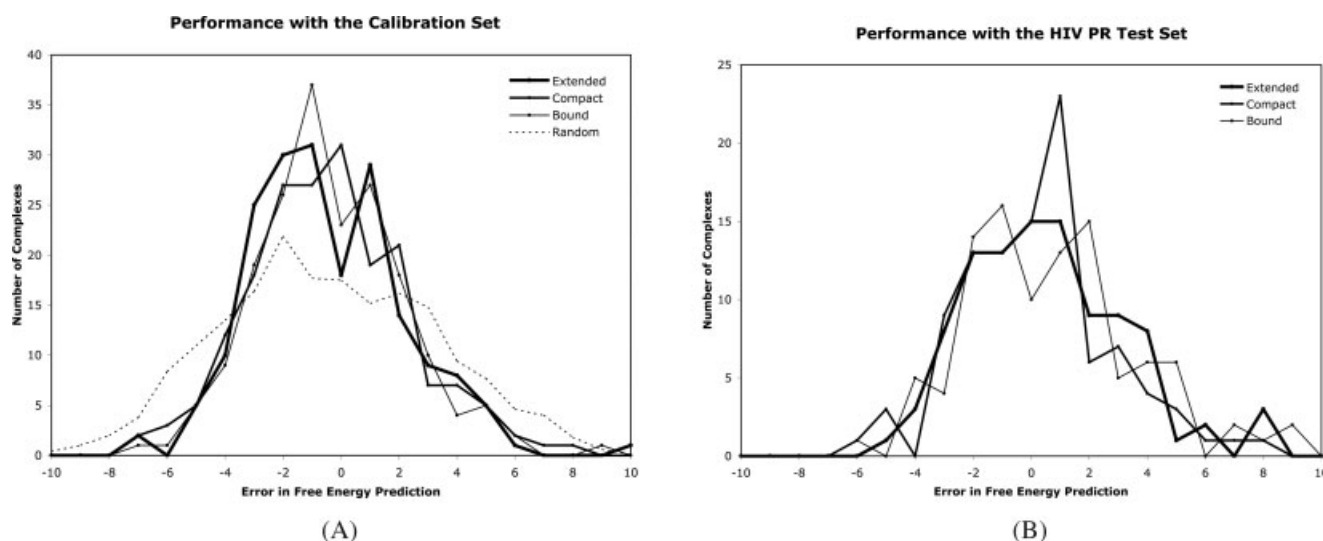 Performance with the Calibration Set
40
35
30
25
20
15
10
5
0
Number of Complexes
Extended
Compact
Bound
Random
-10 -8 -6 -4 -2 0 2 4 6 8 10
Error in Free Energy Prediction
(A)
Performance with the HIV PR Test Set
25
20
15
10
5
0
Number of Complexes
Extended
Compact
Bound
-10 -8 -6 -4 -2 0 2 4 6 8 10
Error in Free Energy Prediction
(B)